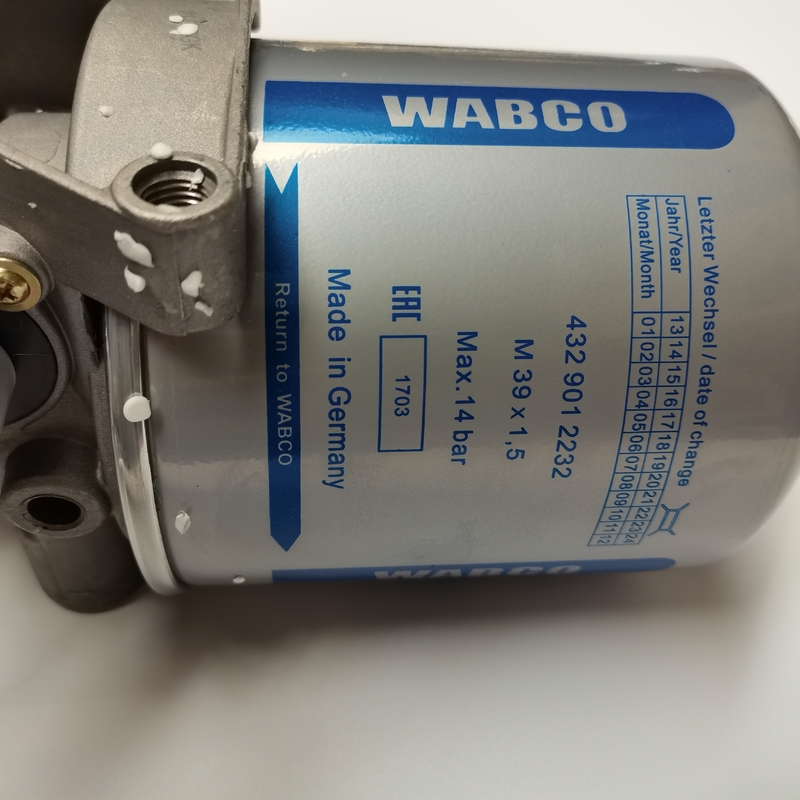 WABCO
Letzter Wechsel / date of change
Jahr/Year 13 14 15 16 17 18 19 20 21 22 23 24
Monat/Month 01 02 03 04 05 06 07 08 09 10 11 12
432 901 2232
M 39 x 1,5
Max. 14 bar
EAC 1703
Made in Germany
Return to WABCO
WABCO